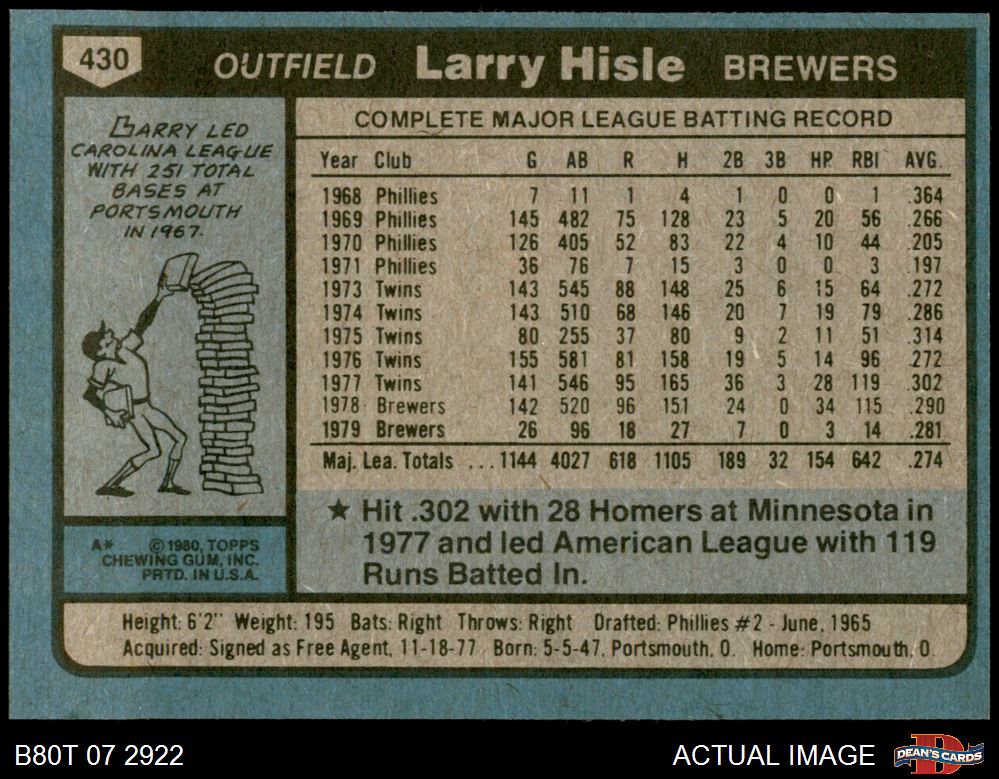 430 OUTFIELD Larry Hisle BREWERS
LARRY LED
CAROLINA LEAGUE
WITH 251 TOTAL
BASES AT
PORTSMOUTH
IN 1967.
A* © 1980, TOPPS
CHEWING GUM, INC.
PRTD. IN U.S.A.
COMPLETE MAJOR LEAGUE BATTING RECORD
Year Club G AB R H 2B 3B HR RBI AVG.
1968 Phillies 7 11 1 4 1 0 0 1 .364
1969 Phillies 145 482 75 128 23 5 20 56 .266
1970 Phillies 126 405 52 83 22 4 10 44 .205
1971 Phillies 36 76 7 15 3 0 0 3 .197
1973 Twins 143 545 88 148 25 6 15 64 .272
1974 Twins 143 510 68 146 20 7 19 79 .286
1975 Twins 80 255 37 80 9 2 11 51 .314
1976 Twins 155 581 81 158 19 5 14 96 .272
1977 Twins 141 546 95 165 36 3 28 119 .302
1978 Brewers 142 520 96 151 24 0 34 115 .290
1979 Brewers 26 96 18 27 7 0 3 14 .281
Maj. Lea. Totals ... 1144 4027 618 1105 189 32 154 642 .274
★ Hit .302 with 28 Homers at Minnesota in
1977 and led American League with 119
Runs Batted In.
Height: 6'2" Weight: 195 Bats: Right Throws: Right Drafted: Phillies #2 - June, 1965
Acquired: Signed as Free Agent, 11-18-77 Born: 5-5-47, Portsmouth, O. Home: Portsmouth, O.
B80T 07 2922 ACTUAL IMAGE DEAN'S CARDS